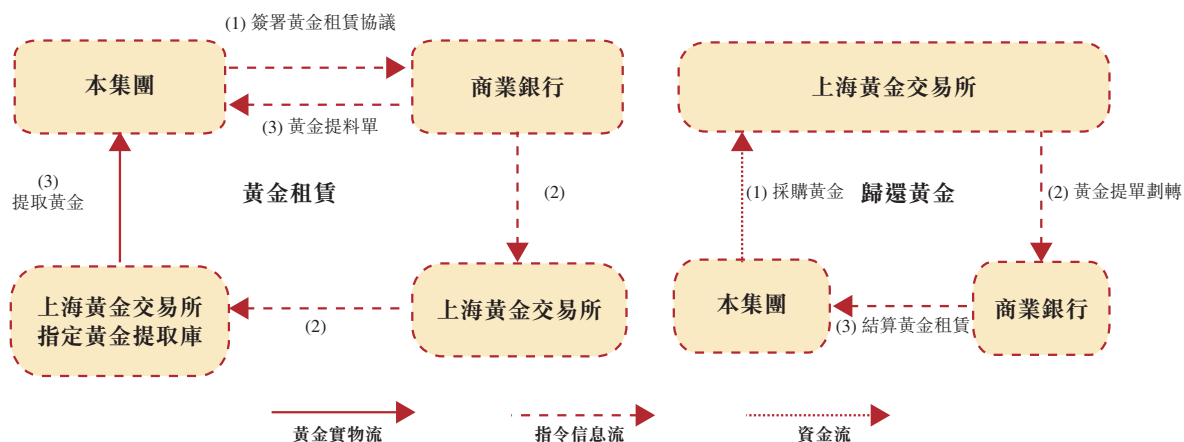 (1) 簽署黃金租賃協議
本集團
商業銀行
(3) 黃金提料單
(3)
提取黃金
黃金租賃
(2)
上海黃金交易所
指定黃金提取庫
(2)
上海黃金交易所
上海黃金交易所
(1) 採購黃金
歸還黃金
(2) 黃金提單劃轉
本集團
(3) 結算黃金租賃
商業銀行
黃金實物流
指令信息流
資金流